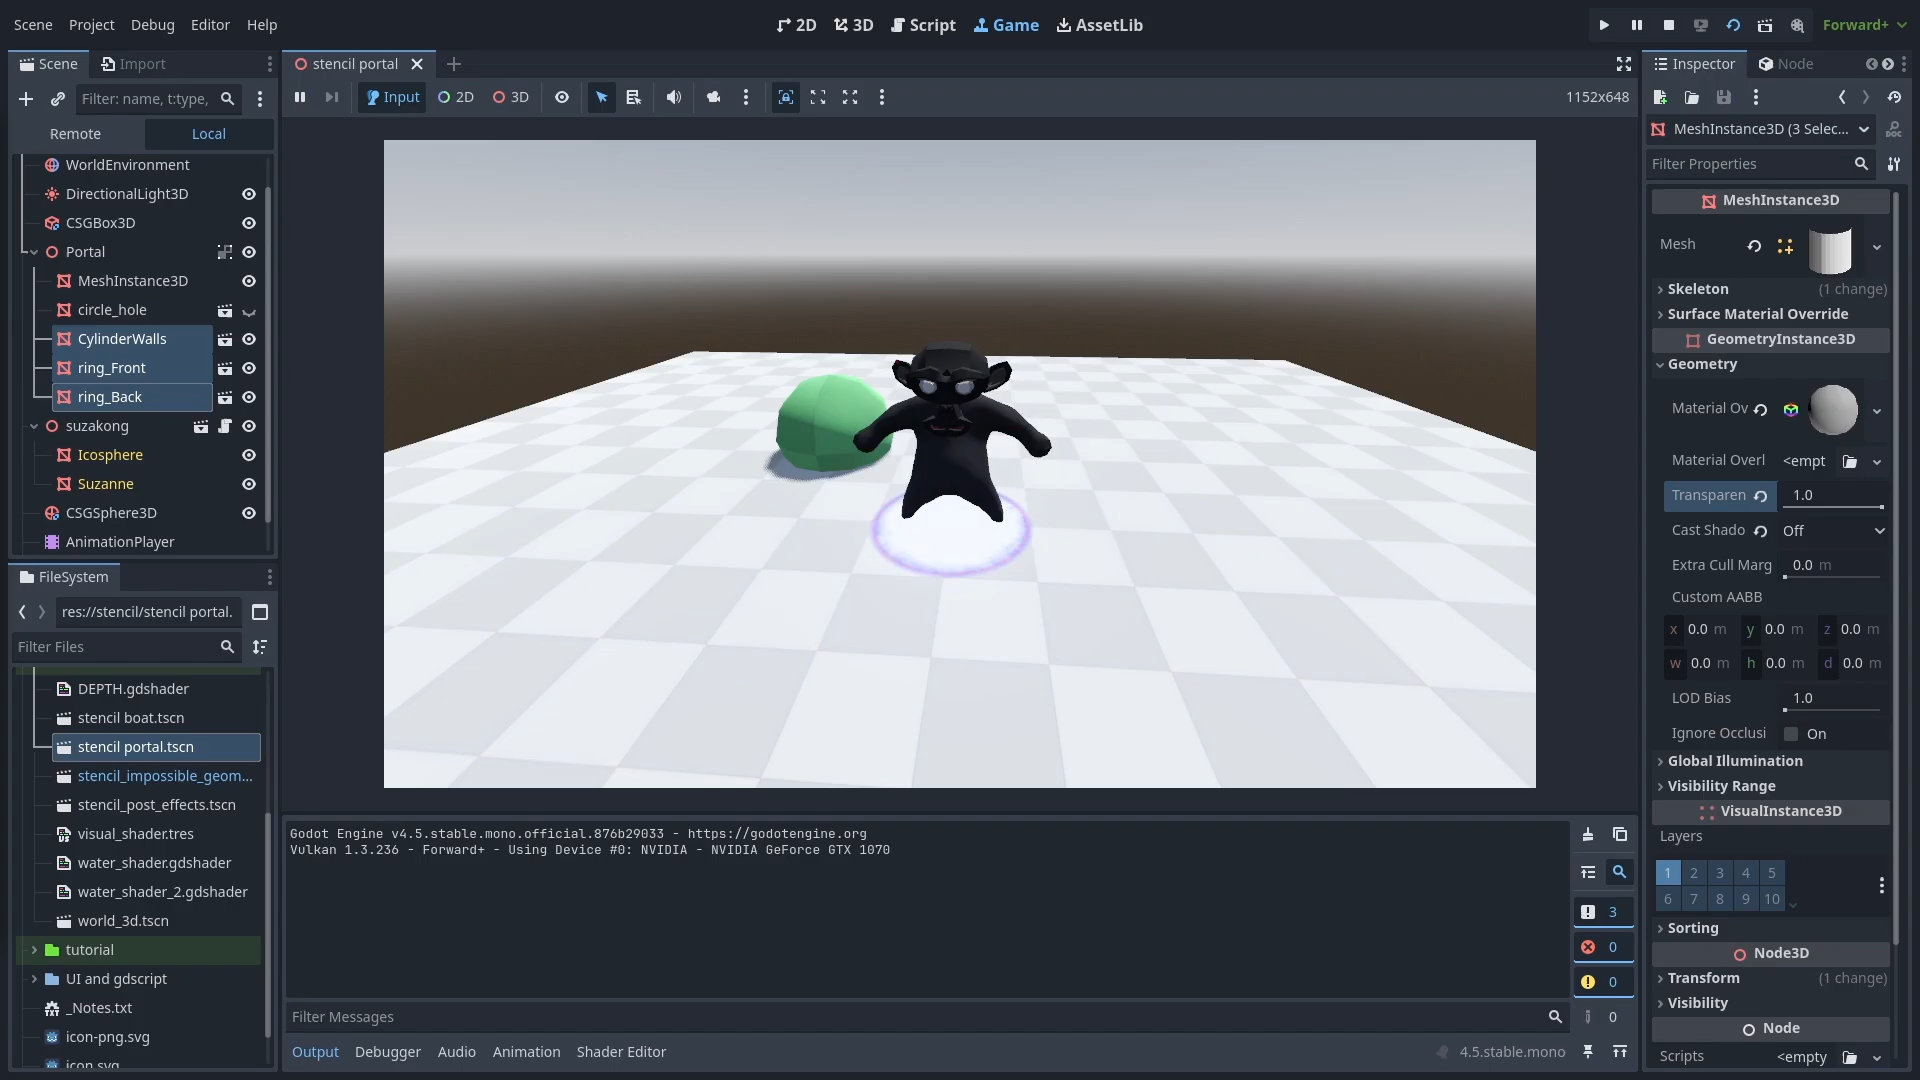 Scene Project Debug Editor Help
2D 3D Script Game AssetLib
Forward+
Scene Import
Filter: name, t:type,
Remote Local
WorldEnvironment
DirectionalLight3D
CSGBox3D
Portal
MeshInstance3D
circle_hole
CylinderWalls
ring_Front
ring_Back
suzakong
Icosphere
Suzanne
CSGSphere3D
AnimationPlayer
FileSystem
res://stencil/stencil portal.
Filter Files
DEPTH.gdshader
stencil boat.tscn
stencil portal.tscn
stencil_impossible_geom...
stencil_post_effects.tscn
visual_shader.tres
water_shader.gdshader
water_shader_2.gdshader
world_3d.tscn
tutorial
UI and gdscript
_Notes.txt
icon-png.svg
icon.svg
stencil portal
Input 2D 3D
1152x648
Godot Engine v4.5.stable.mono.official.876b29033 - https://godotengine.org
Vulkan 1.3.236 - Forward+ - Using Device #0: NVIDIA - NVIDIA GeForce GTX 1070
3
0
0
0
Filter Messages
Output Debugger Audio Animation Shader Editor
4.5.stable.mono
Inspector Node
MeshInstance3D (3 Selec...
DOC
Filter Properties
MeshInstance3D
Mesh
Skeleton (1 change)
Surface Material Override
GeometryInstance3D
Geometry
Material Ov
Material Overl <empt
Transparen 1.0
Cast Shado Off
Extra Cull Marg 0.0 m
Custom AABB
x 0.0 m y 0.0 m z 0.0 m
w 0.0 m h 0.0 m d 0.0 m
LOD Bias 1.0
Ignore Occlusi On
Global Illumination
Visibility Range
VisualInstance3D
Layers
1 2 3 4 5
6 7 8 9 10
Sorting
Node3D
Transform (1 change)
Visibility
Node
Scripts <empty